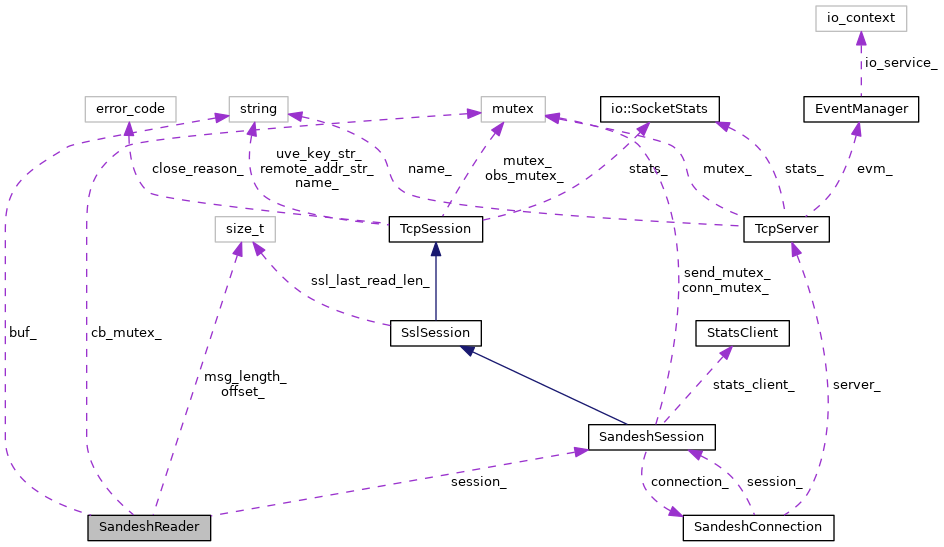 io_context
io_service_
error_code
string
mutex
io::SocketStats
EventManager
close_reason_
uve_key_str_
remote_addr_str_
name_
name_
mutex_
obs_mutex_
stats_
mutex_
stats_
evm_
size_t
TcpSession
TcpServer
ssl_last_read_len_
send_mutex_
conn_mutex_
buf_
cb_mutex_
SslSession
StatsClient
msg_length_
offset_
stats_client_
server_
SandeshSession
session_
connection_
session_
SandeshReader
SandeshConnection